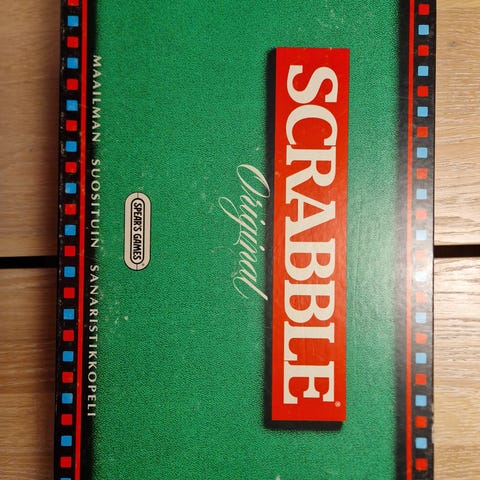 SCRABBLE®
Original
SPEAR'S GAMES
MAAILMAN SUOSITUIN SANARISTIKKOPELI